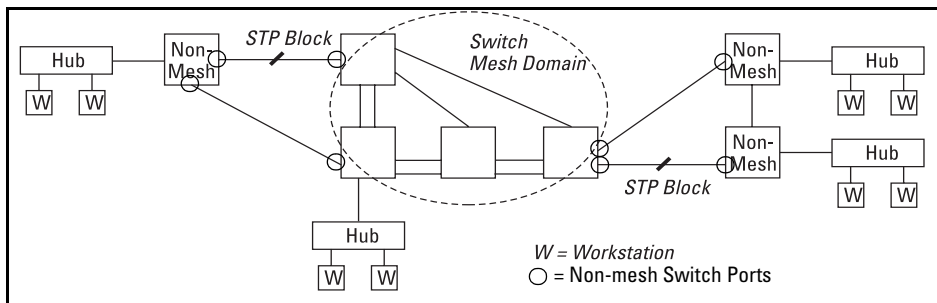 STP Block
Switch
Mesh Domain
Hub
W
W
Non-
Mesh
Non-
Mesh
Hub
W
W
Non-
Mesh
Hub
W
W
STP Block
Hub
W
W
W = Workstation
= Non-mesh Switch Ports